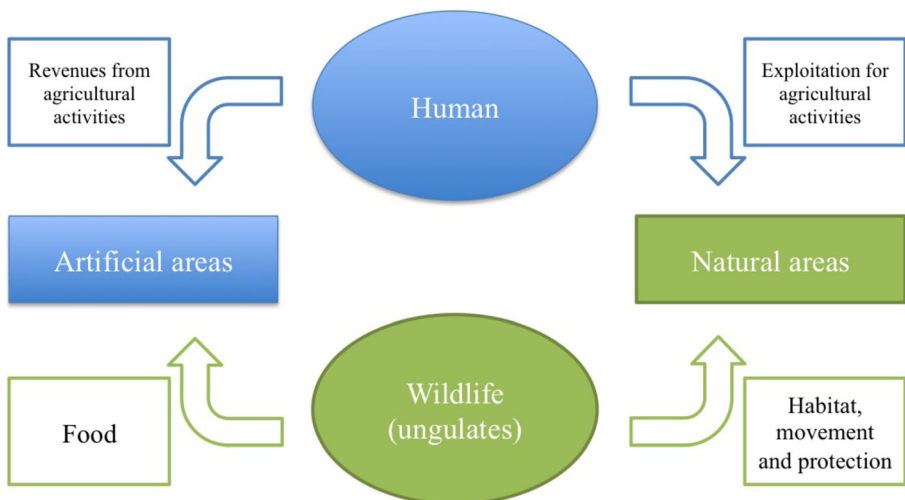 Revenues from
agricultural
activities
Human
Exploitation for
agricultural
activities
Artificial areas
Natural areas
Food
Wildlife
(ungulates)
Habitat,
movement
and protection